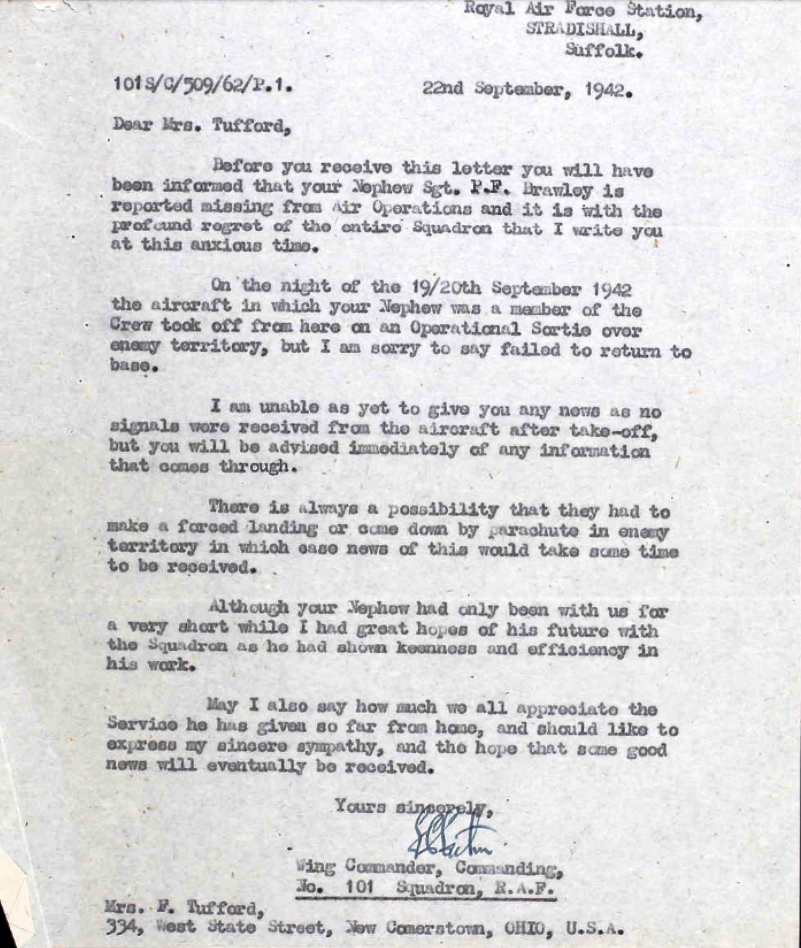 Royal Air Force Station,
STRADISHALL,
Suffolk.
101S/C/509/62/P.1.
22nd September, 1942.
Dear Mrs. Tufford,
Before you receive this letter you will have
been informed that your Nephew Sgt. P.F. Brawley is
reported missing from Air Operations and it is with the
profound regret of the entire Squadron that I write you
at this anxious time.
On the night of the 19/20th September 1942
the aircraft in which your Nephew was a member of the
Crew took off from here on an Operational Sortie over
enemy territory, but I am sorry to say failed to return to
base.
I am unable as yet to give you any news as no
signals were received from the aircraft after take-off,
but you will be advised immediately of any information
that comes through.
There is always a possibility that they had to
make a forced landing or come down by parachute in enemy
territory in which case news of this would take some time
to be received.
Although your Nephew had only been with us for
a very short while I had great hopes of his future with
the Squadron as he had shown keenness and efficiency in
his work.
May I also say how much we all appreciate the
Service he has given so far from home, and should like to
express my sincere sympathy, and the hope that some good
news will eventually be received.
Yours sincerely,
Wing Commander, Commanding,
No. 101 Squadron, R.A.F.
Mrs. F. Tufford,
334, West State Street, New Comerstown, OHIO, U.S.A.